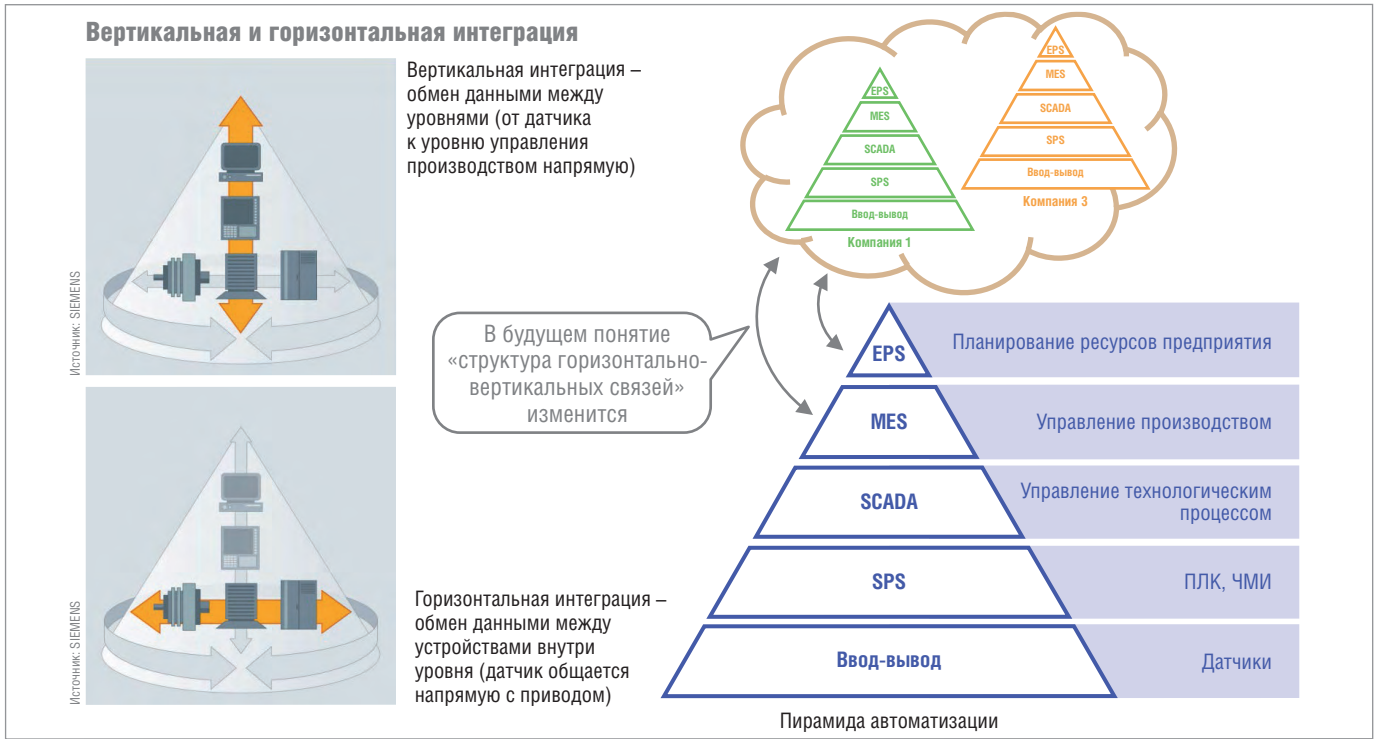 Вертикальная и горизонтальная интеграция
Вертикальная интеграция –
обмен данными между
уровнями (от датчика
к уровню управления
производством напрямую)
Источник: SIEMENS
EPS
MES
SCADA
SPS
Ввод-вывод
Компания 1
EPS
MES
SCADA
SPS
Ввод-вывод
Компания 3
В будущем понятие
«структура горизонтально-
вертикальных связей»
изменится
EPS
Планирование ресурсов предприятия
MES
Управление производством
SCADA
Управление технологическим
процессом
SPS
ПЛК, ЧМИ
Ввод-вывод
Датчики
Пирамида автоматизации
Горизонтальная интеграция –
обмен данными между
устройствами внутри
уровня (датчик общается
напрямую с приводом)
Источник: SIEMENS